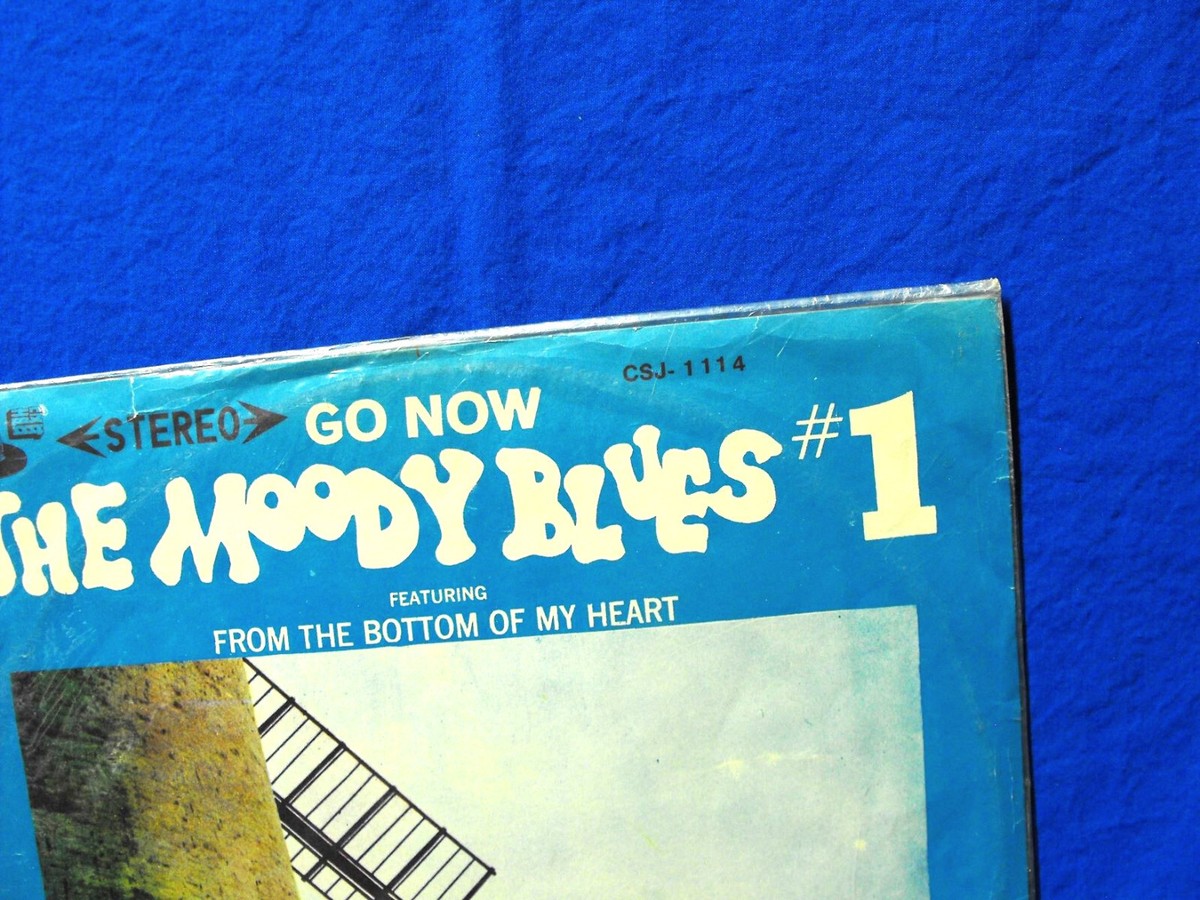 CSJ-1114
STEREO GO NOW
THE MOODY BLUES #1
FEATURING
FROM THE BOTTOM OF MY HEART